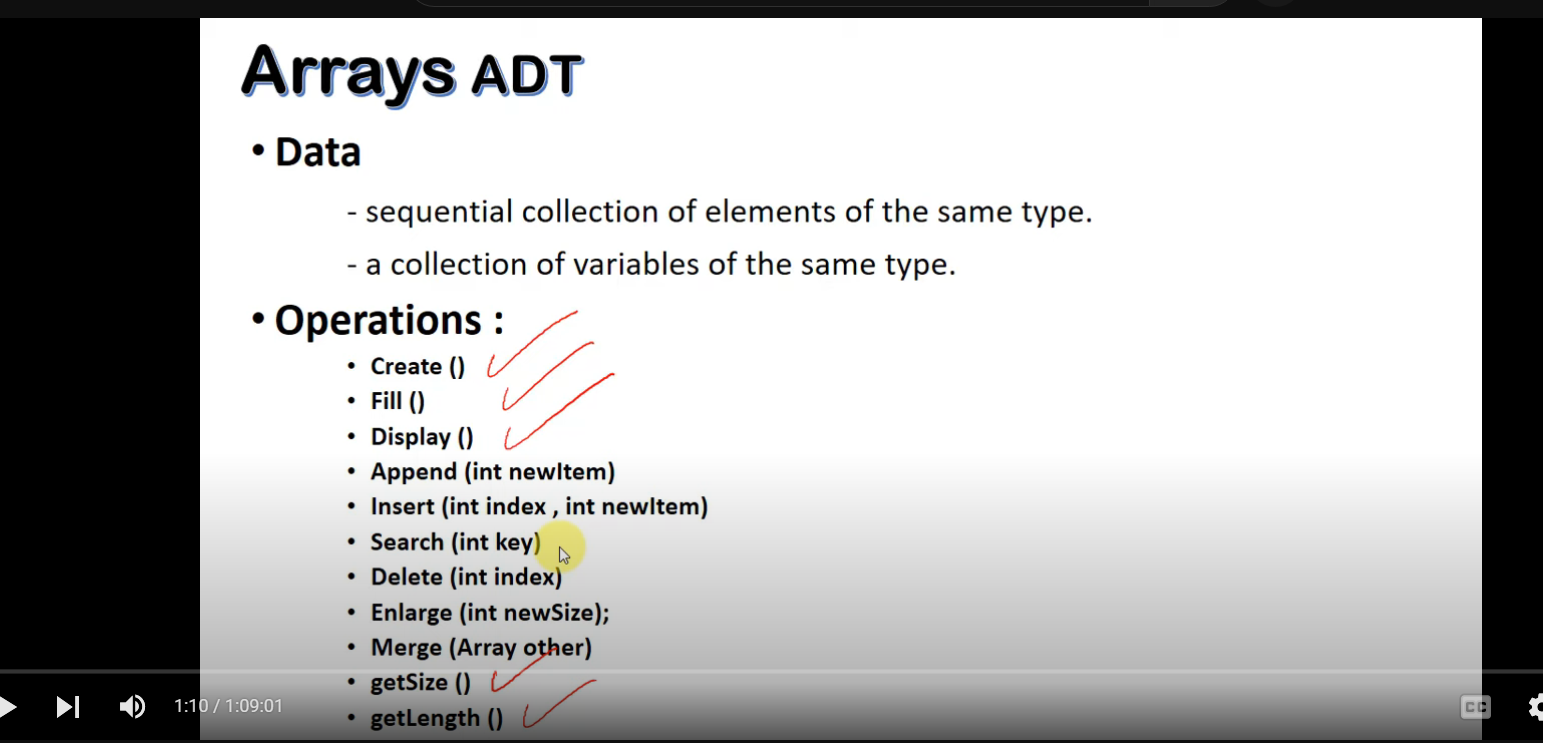 Arrays ADT
• Data
- sequential collection of elements of the same type.
- a collection of variables of the same type.
• Operations :
• Create ()
• Fill ()
• Display ()
• Append (int newItem)
• Insert (int index , int newItem)
• Search (int key)
• Delete (int index)
• Enlarge (int newSize);
• Merge (Array other)
• getSize ()
1:10 / 1:09:01
CC
• getLength ()